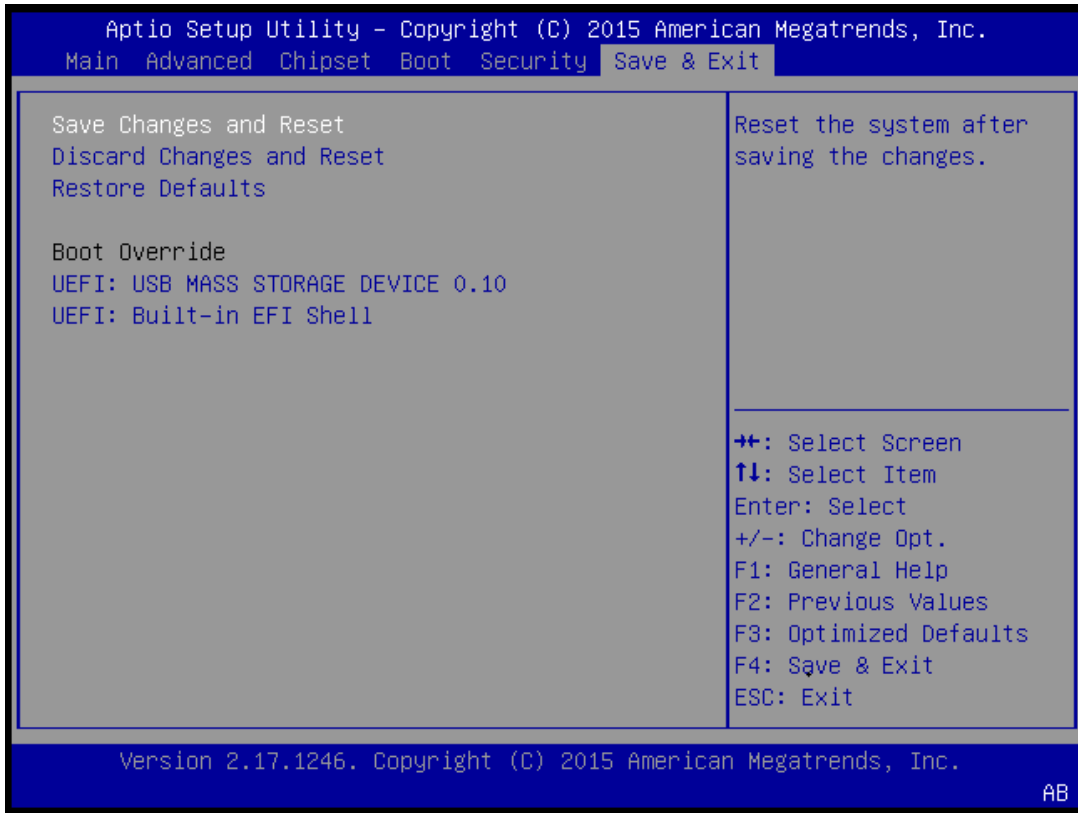 Aptio Setup Utility – Copyright (C) 2015 American Megatrends, Inc.
Main Advanced Chipset Boot Security Save & Exit
Save Changes and Reset
Discard Changes and Reset
Restore Defaults
Boot Override
UEFI: USB MASS STORAGE DEVICE 0.10
UEFI: Built-in EFI Shell
Reset the system after
saving the changes.
→←: Select Screen
↑↓: Select Item
Enter: Select
+/-: Change Opt.
F1: General Help
F2: Previous Values
F3: Optimized Defaults
F4: Save & Exit
ESC: Exit
Version 2.17.1246. Copyright (C) 2015 American Megatrends, Inc.
AB